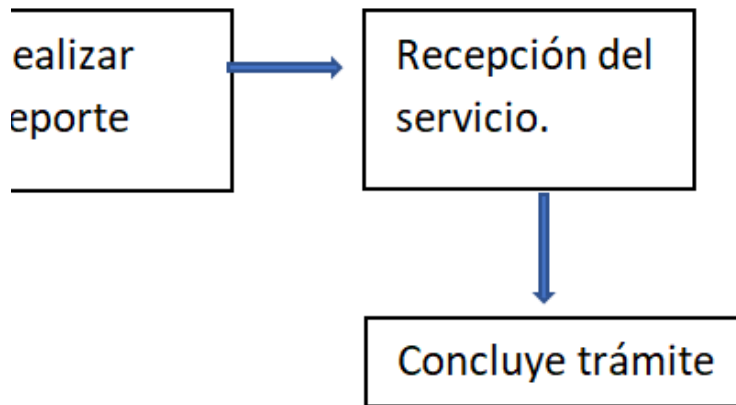 ealizar
eporte
Recepción del
servicio.
Concluye trámite